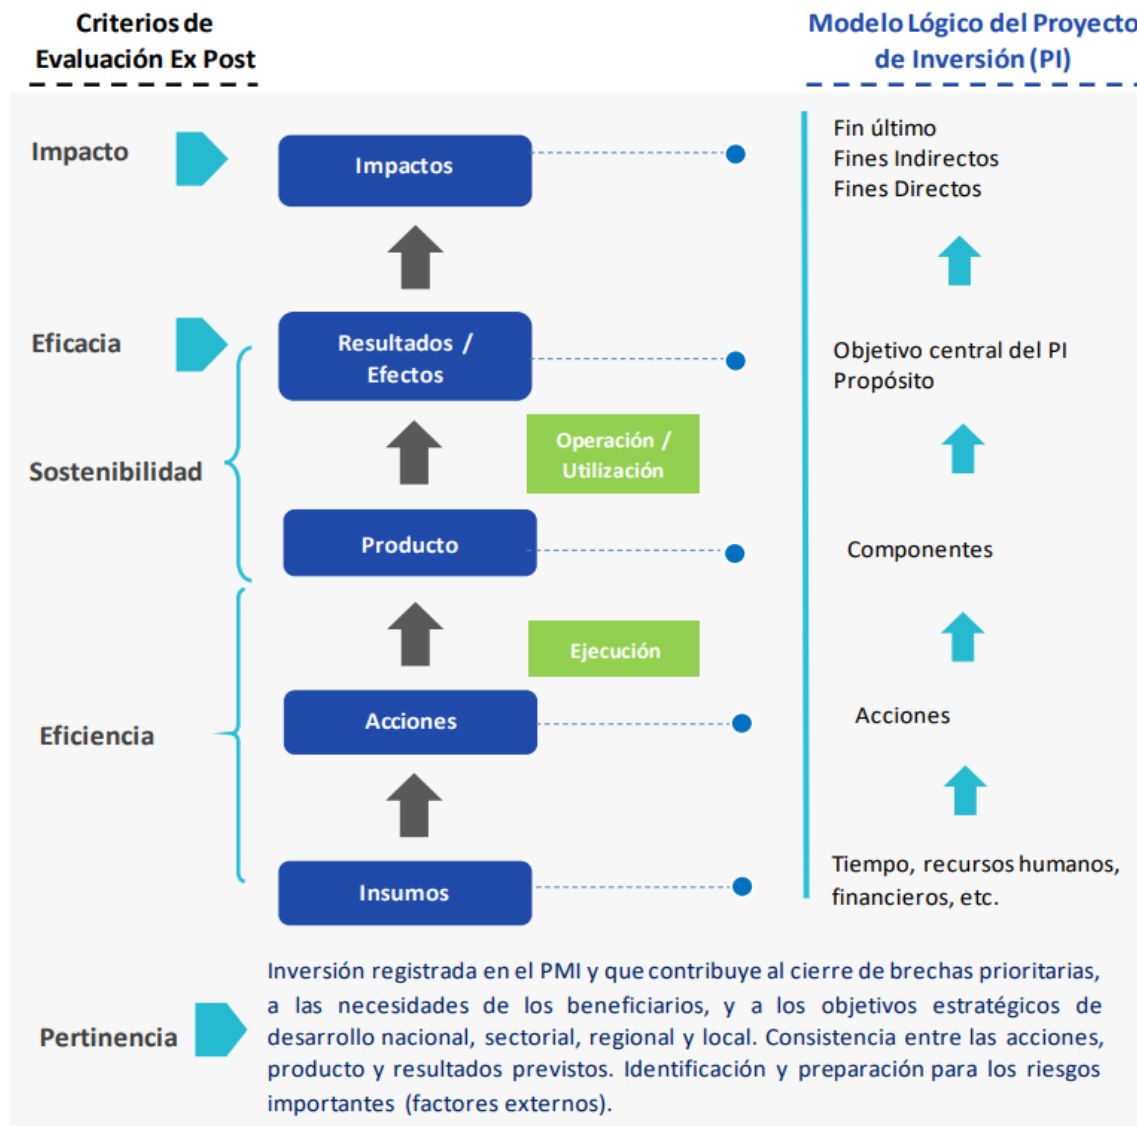 Criterios de
Evaluación Ex Post
Modelo Lógico del Proyecto
de Inversión (PI)
Impacto
Impactos
Fin último
Fines Indirectos
Fines Directos
Eficacia
Resultados /
Efectos
Objetivo central del PI
Propósito
Operación /
Utilización
Sostenibilidad
Producto
Componentes
Ejecución
Eficiencia
Acciones
Acciones
Insumos
Tiempo, recursos humanos,
financieros, etc.
Pertinencia
Inversión registrada en el PMI y que contribuye al cierre de brechas prioritarias,
a las necesidades de los beneficiarios, y a los objetivos estratégicos de
desarrollo nacional, sectorial, regional y local. Consistencia entre las acciones,
producto y resultados previstos. Identificación y preparación para los riesgos
importantes (factores externos).